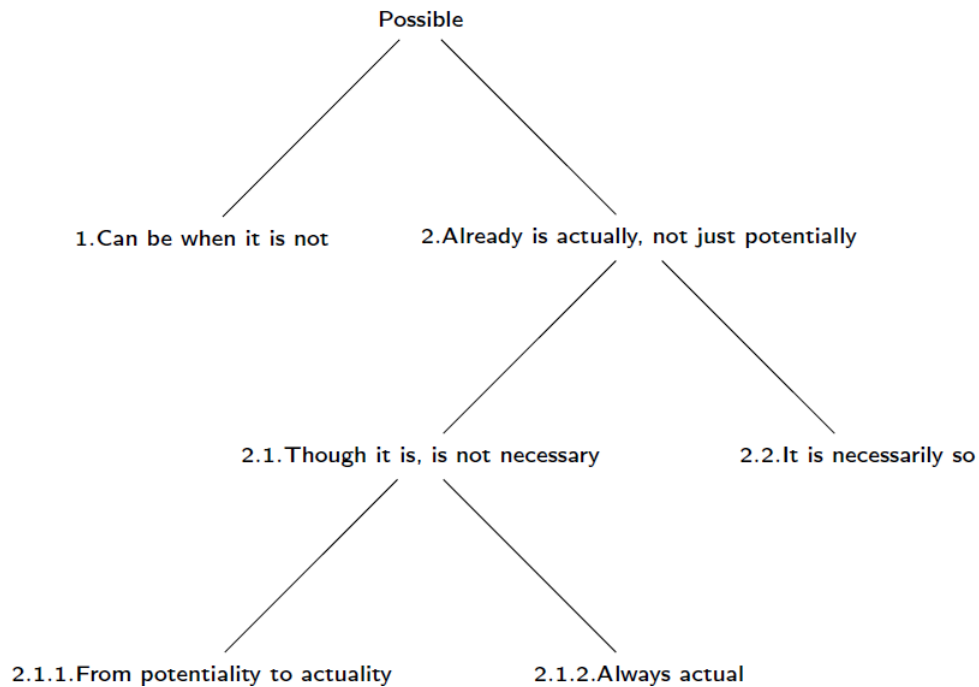 Possible
1.Can be when it is not
2.Already is actually, not just potentially
2.1.Though it is, is not necessary
2.2.It is necessarily so
2.1.1.From potentiality to actuality
2.1.2.Always actual